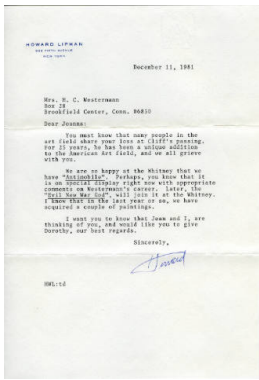 HOWARD LIPMAN
NEW YORK
December 11, 1981
Mrs. H. C. Westermann
Box 28
Brookfield Center, Conn. 06810
Dear Joanna:
You must know that many people in the
art field share your loss at Cliff's passing.
For 25 years, he has been a unique addition
to the American Art field, and we all grieve
with you.
We are so happy at the Whitney that we
have "Antimobile". Perhaps, you know that it
is on special display right now with appropriate
comments on Westermann's career. Later, the
"Evil New War God", will join it at the Whitney.
I know that in the last year or so, we have
acquired a couple of paintings.
I want you to know that Jean and I, are
thinking of you, and would like you to give
Dorothy, our best regards.
Sincerely,
Howard
HWL:td